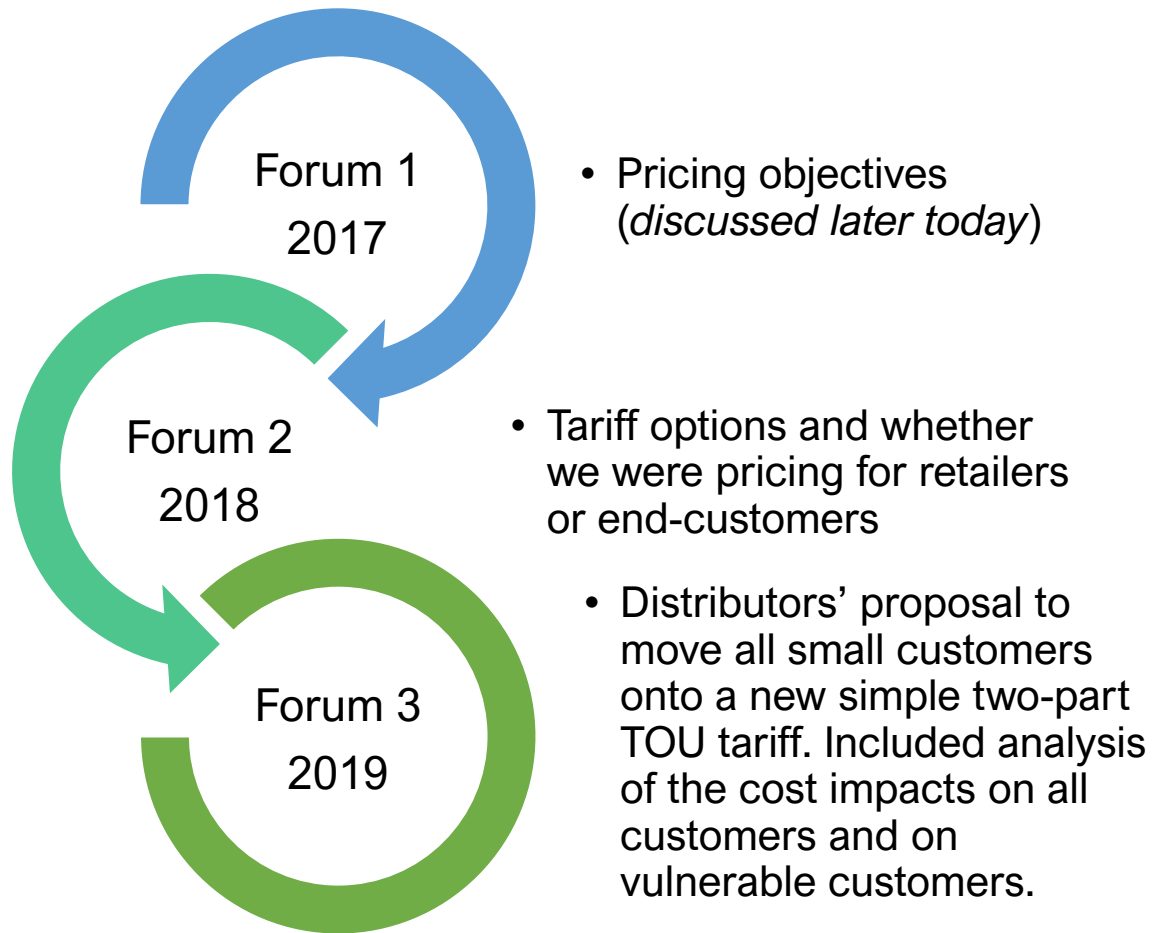 Forum 1
2017
• Pricing objectives
(discussed later today)
Forum 2
2018
• Tariff options and whether
we were pricing for retailers
or end-customers
Forum 3
2019
• Distributors’ proposal to
move all small customers
onto a new simple two-part
TOU tariff. Included analysis
of the cost impacts on all
customers and on
vulnerable customers.